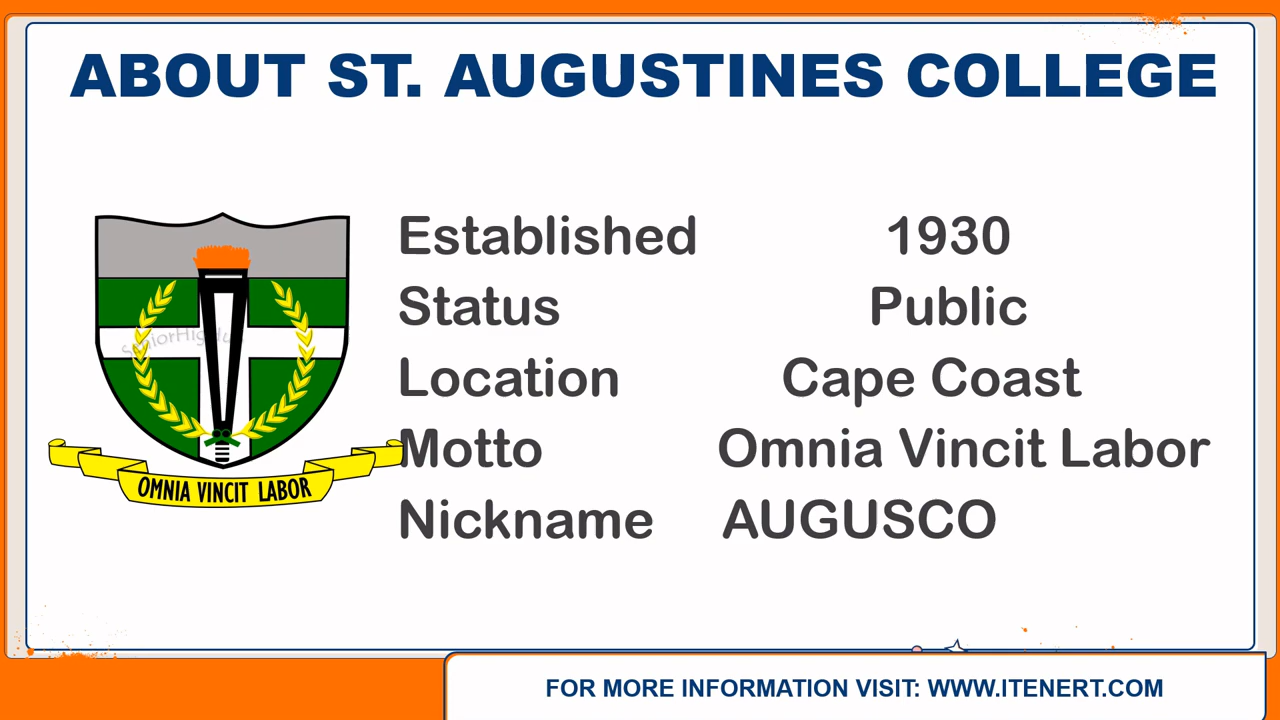 ABOUT ST. AUGUSTINES COLLEGE
Established 1930
Status Public
Location Cape Coast
Motto Omnia Vincit Labor
Nickname AUGUSCO
OMNIA VINCIT LABOR
FOR MORE INFORMATION VISIT: WWW.ITENERT.COM